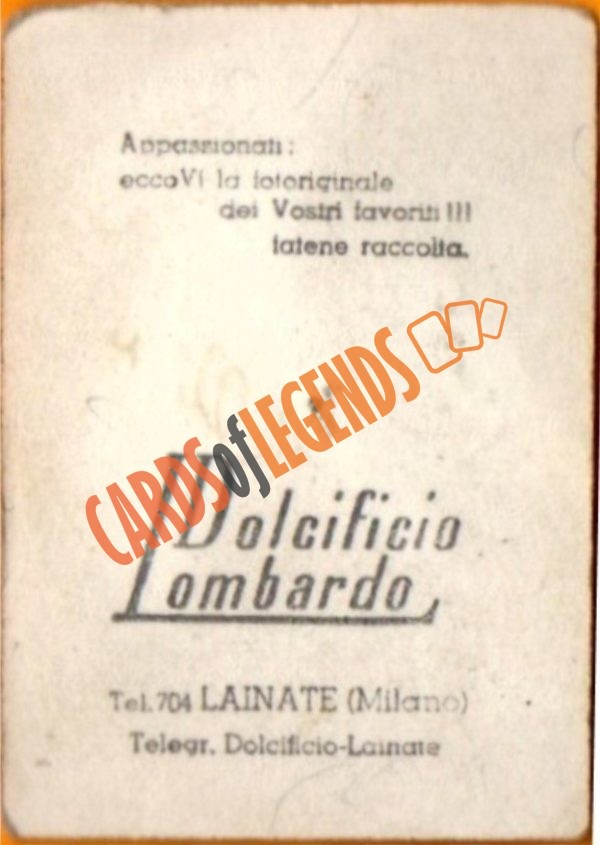 Appassionati:
eccoVi la fotoriginale
dei Vostri favoriti!!!
fatene raccolta.
CARDS of LEGENDS
Dolcificio
Lombardo
Tel. 704 LAINATE (Milano)
Telegr. Dolcificio-Lainate